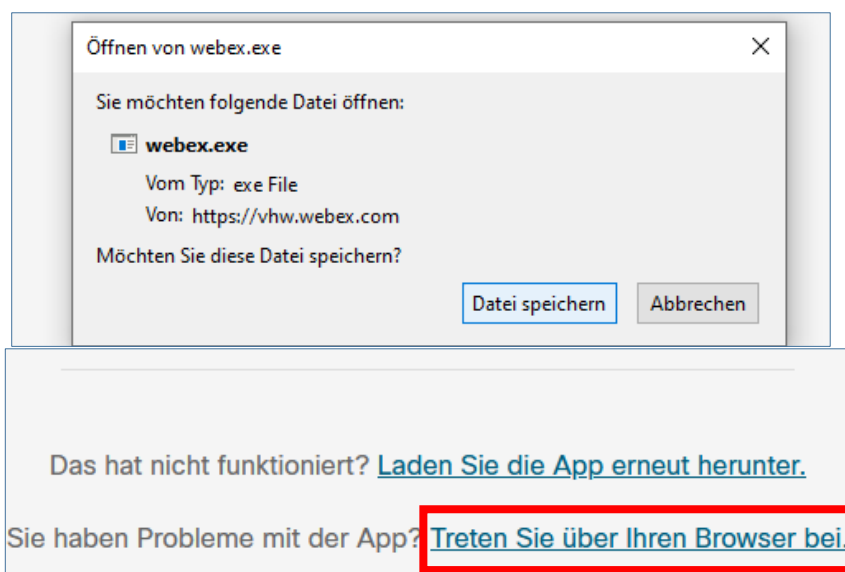 Öffnen von webex.exe
Sie möchten folgende Datei öffnen:
webex.exe
Vom Typ: exe File
Von: https://vhw.webex.com
Möchten Sie diese Datei speichern?
Datei speichern Abbrechen
Das hat nicht funktioniert? Laden Sie die App erneut herunter.
Sie haben Probleme mit der App? Treten Sie über Ihren Browser bei.